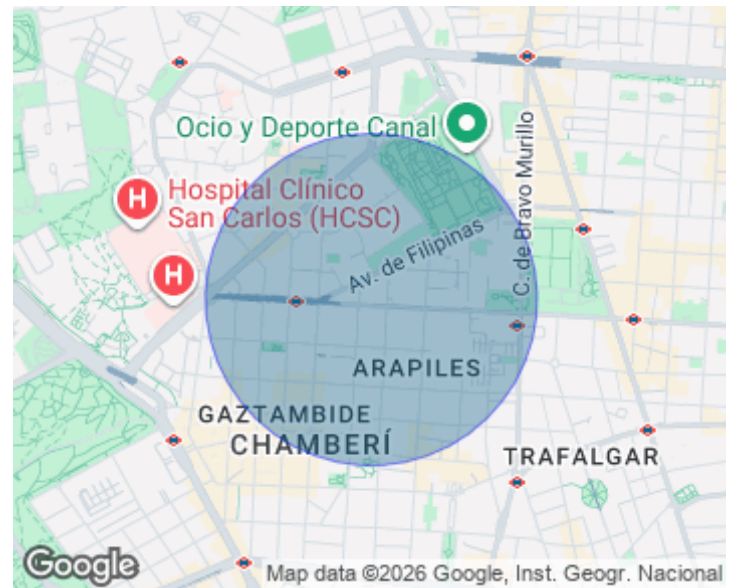 Ocio y Deporte Canal
C. de Bravo Murillo
H
Hospital Clínico
San Carlos (HCSC)
Av. de Filipinas
H
ARAPILES
GAZTAMBIDE
CHAMBERÍ
TRAFALGAR
Google
Map data ©2026 Google, Inst. Geogr. Nacional